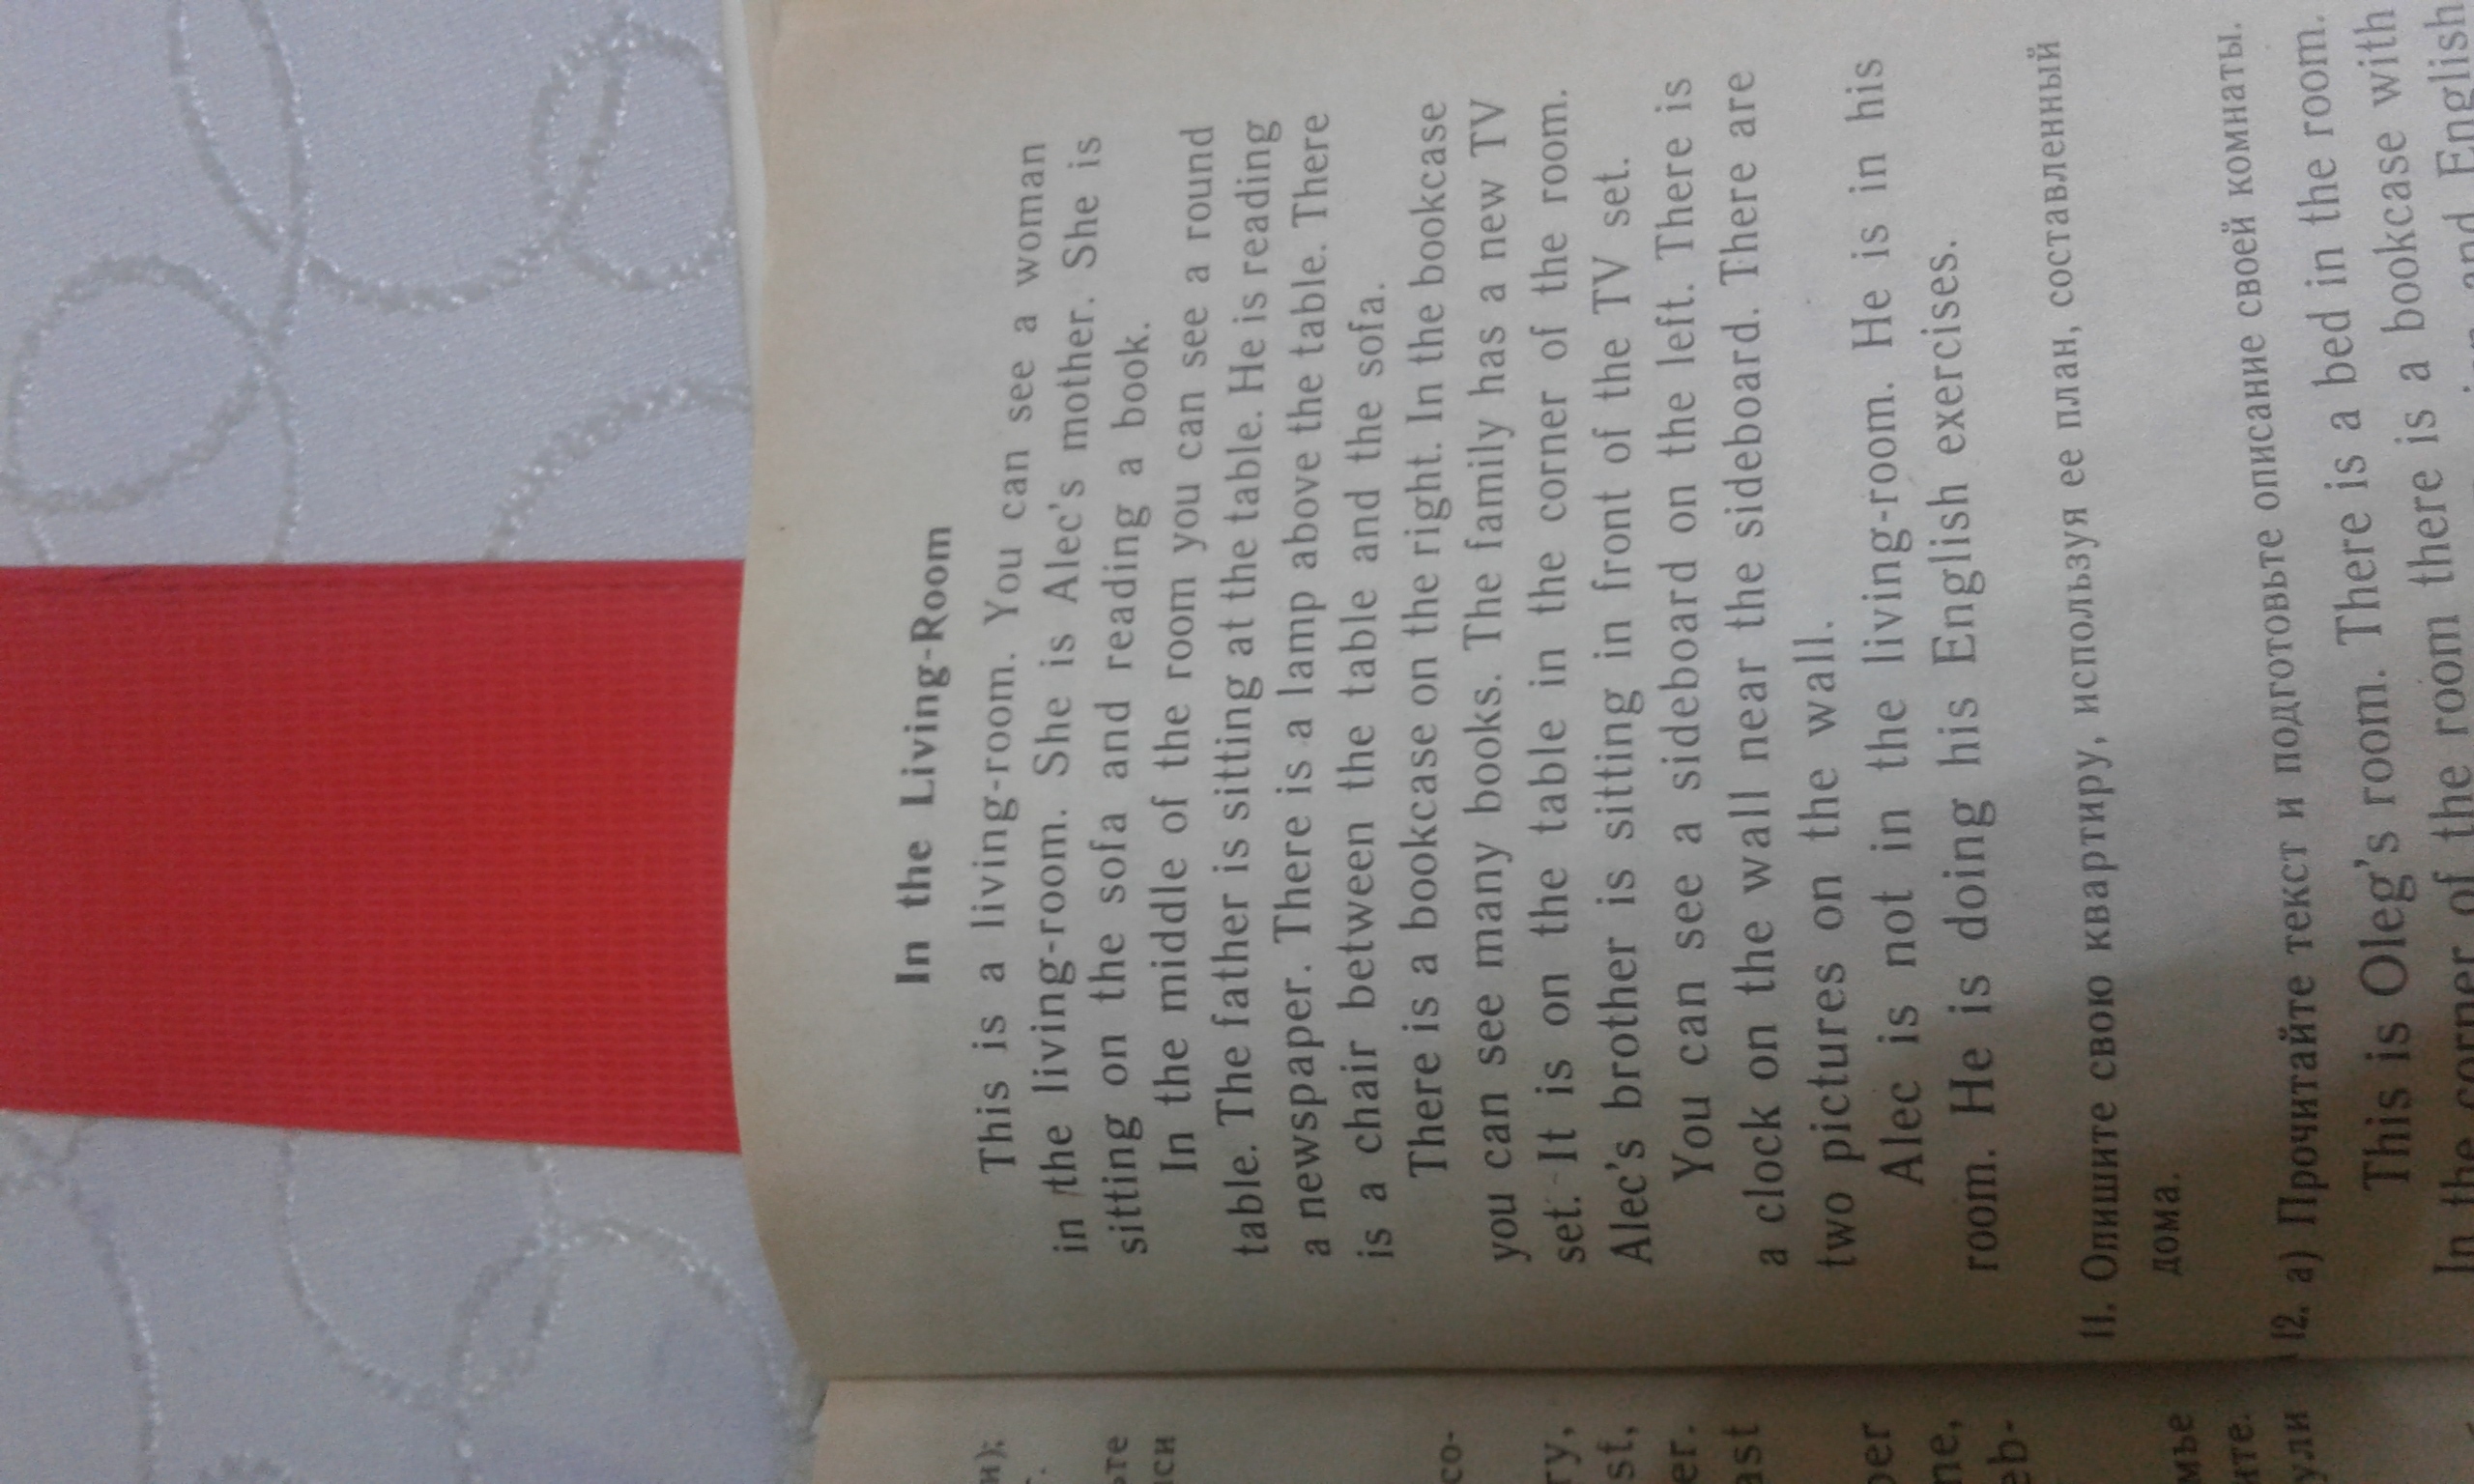 In the Living-Room
This is a living-room. You can see a woman
in the living-room. She is Alec's mother. She is
sitting on the sofa and reading a book.
In the middle of the room you can see a round
table. The father is sitting at the table. He is reading
a newspaper. There is a lamp above the table. There
is a chair between the table and the sofa.
There is a bookcase on the right. In the bookcase
you can see many books. The family has a new TV
set. It is on the table in the corner of the room.
Alec's brother is sitting in front of the TV set.
You can see a sideboard on the left. There is
a clock on the wall near the sideboard. There are
two pictures on the wall.
Alec is not in the living-room. He is in his
room. He is doing his English exercises.
11. Опишите свою квартиру, используя ее план, составленный
дома.
12. а) Прочитайте текст и подготовьте описание своей комнаты.
This is Oleg's room. There is a bed in the room.
In the corner of the room there is a bookcase with
and English